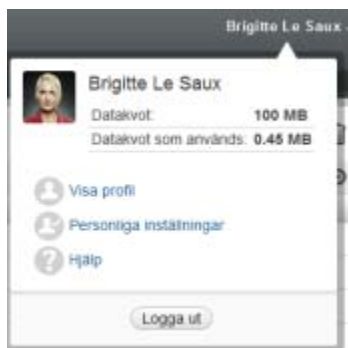 Brigitte Le Saux
Brigitte Le Saux
Datakvot: 100 MB
Datakvot som används: 0.45 MB
Visa profil
Personliga inställningar
Hjälp
Logga ut